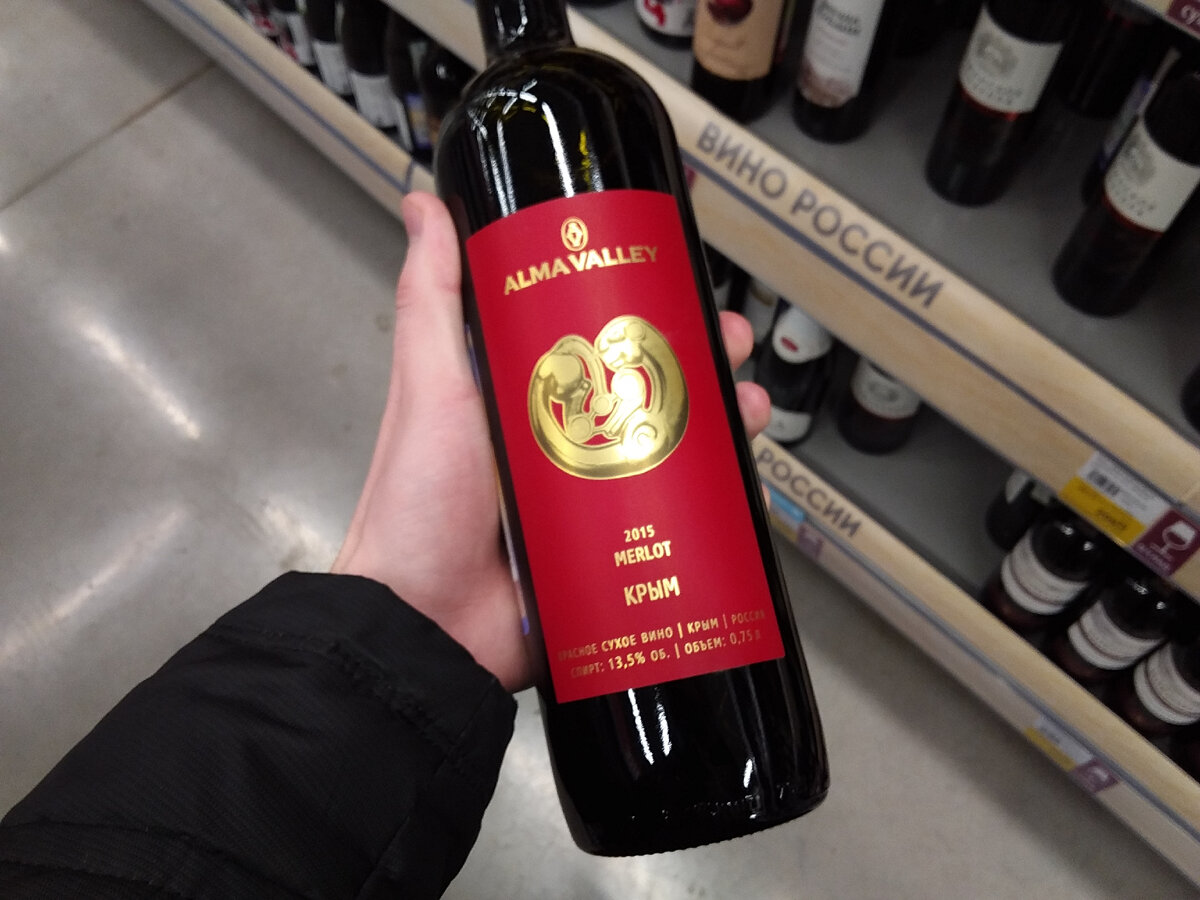 ALMA VALLEY
2015
MERLOT
КРЫМ
КРАСНОЕ СУХОЕ ВИНО | КРЫМ | РОССИЯ
СПИРТ: 13,5% ОБ. | ОБЪЕМ: 0,75 Л
ВИНО РОССИИ
РОССИИ